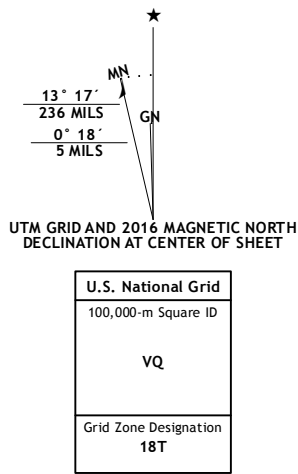 MN
GN
13° 17´
236 MILS
0° 18´
5 MILS
UTM GRID AND 2016 MAGNETIC NORTH
DECLINATION AT CENTER OF SHEET
U.S. National Grid
100,000-m Square ID
VQ
Grid Zone Designation
18T